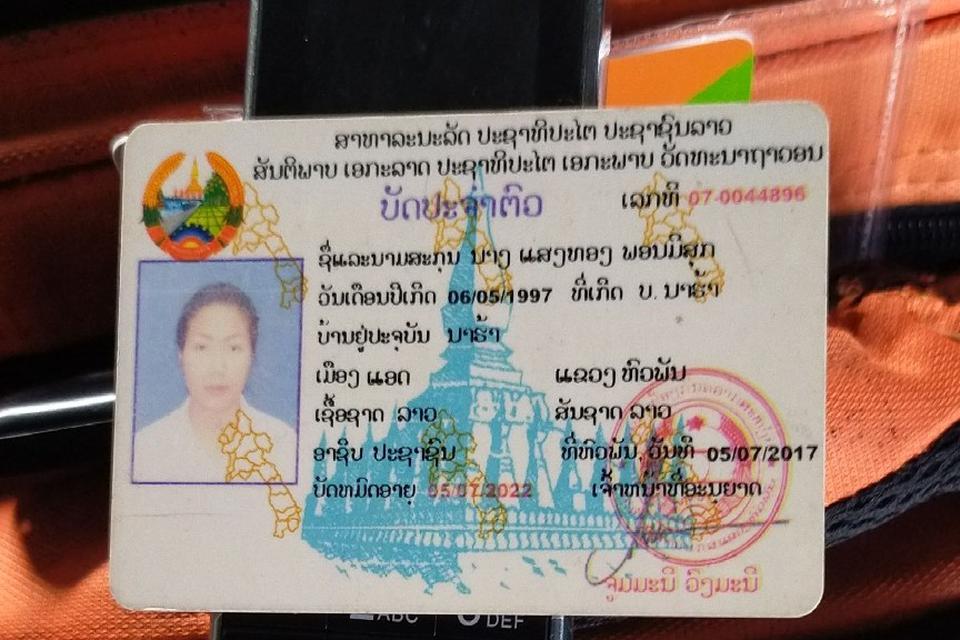 ສາທາລະນະລັດ ປະຊາທິປະໄຕ ປະຊາຊົນລາວ
ສັນຕິພາບ ເອກະລາດ ປະຊາທິປະໄຕ ເອກະພາບ ວັດທະນາຖາວອນ
ບັດປະຈຳຕົວ ເລກທີ 07-0044896
ຊື່ແລະນາມສະກຸນ ນາງ ແສງທອງ ພອນມີສຸກ
ວັນເດືອນປີເກີດ 06/05/1997 ທີ່ເກີດ ບ. ນາຮ້າ
ບ້ານຢູ່ປະຈຸບັນ ນາຮ້າ
ເມືອງ ແອດ ແຂວງ ຫົວພັນ
ເຊື້ອຊາດ ລາວ ສັນຊາດ ລາວ
ອາຊີບ ປະຊາຊົນ ທີ່ຫົວພັນ, ວັນທີ 05/07/2017
ບັດຫມົດອາຍຸ 05/07/2022 ເຈົ້າຫນ້າທີ່ອະນຸຍາດ
ຈູມມະນີ ວົງມະນີ
ABC DEF